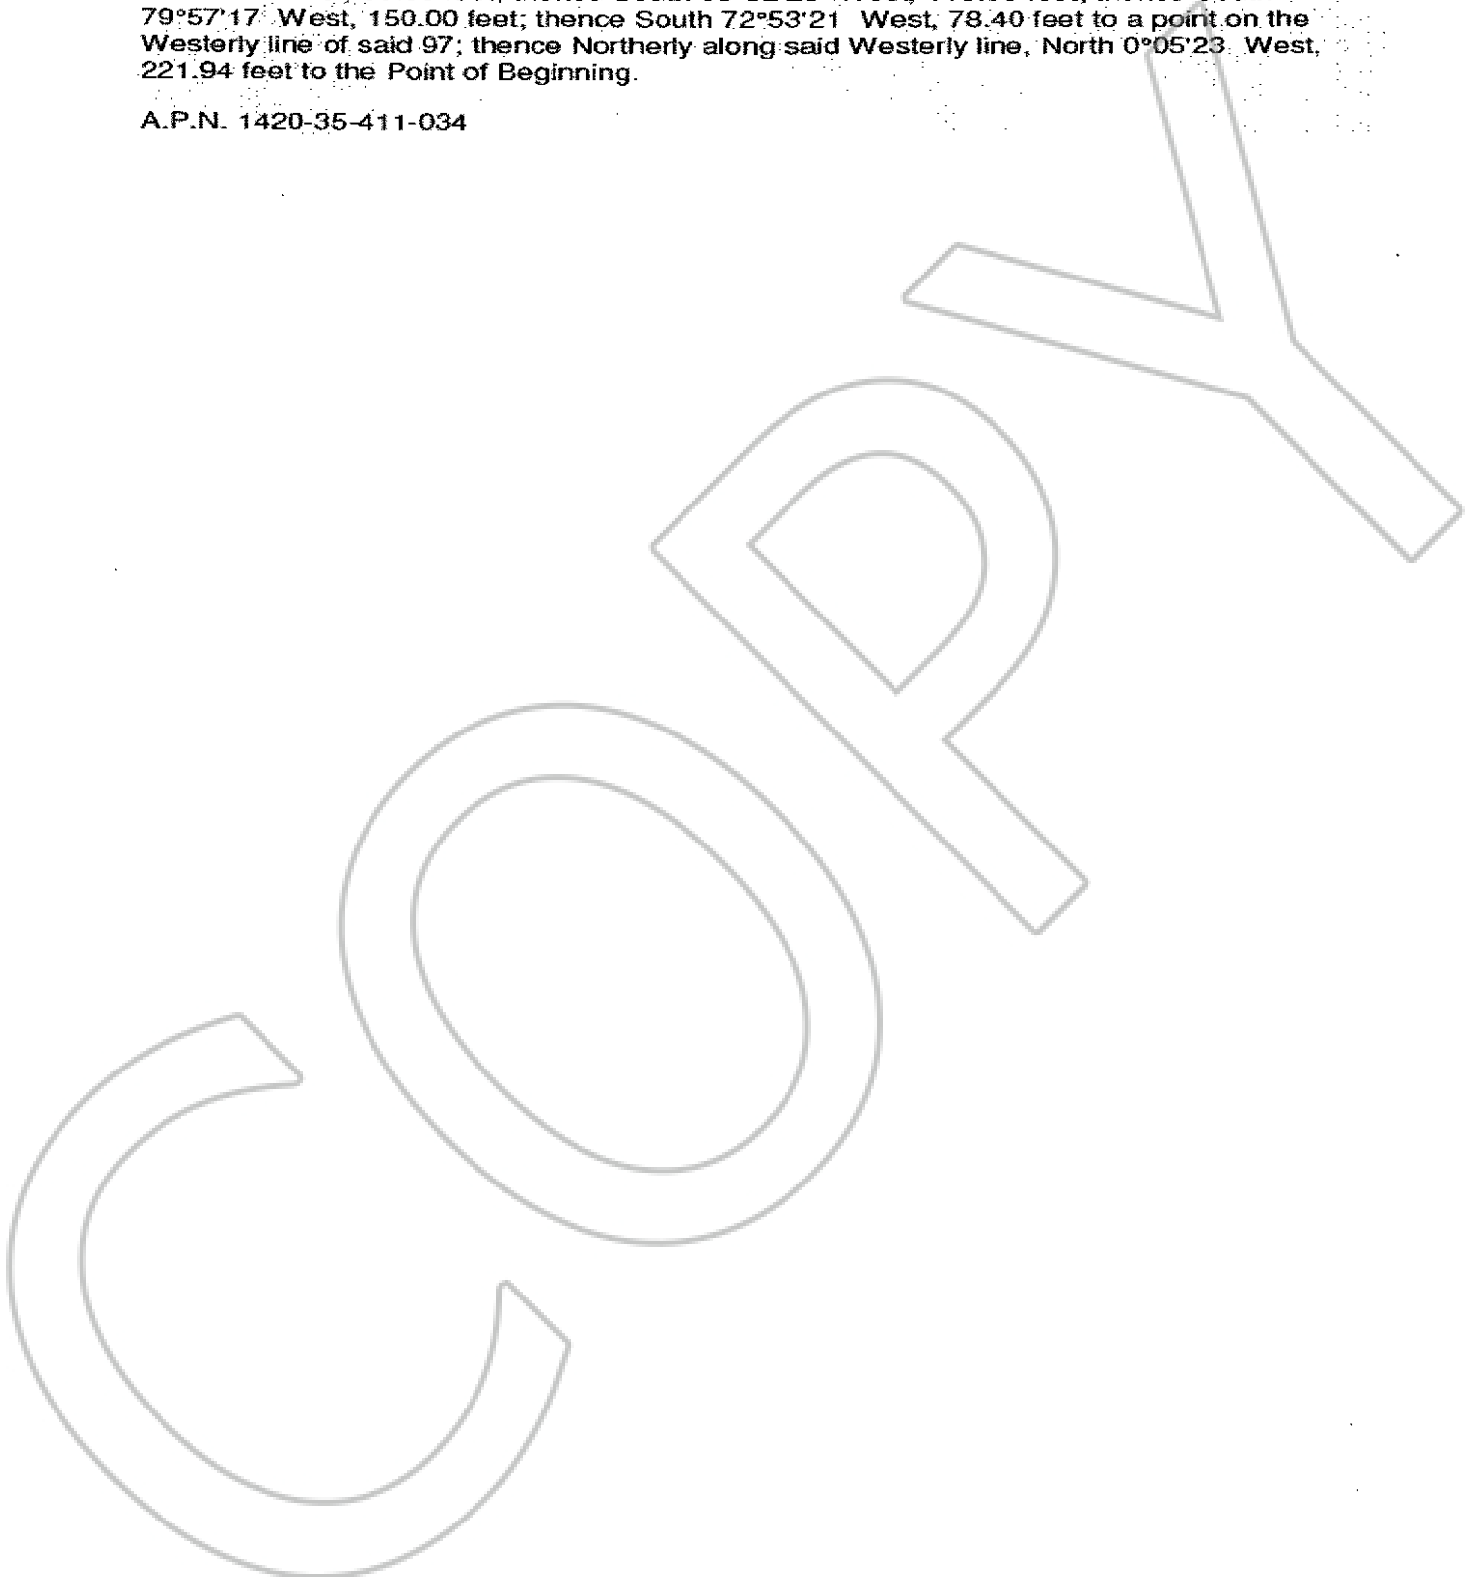 79°57'17 West, 150.00 feet; thence South 72°53'21 West, 78.40 feet to a point on the
Westerly line of said 97; thence Northerly along said Westerly line, North 0°05'23 West,
221.94 feet to the Point of Beginning.
A.P.N. 1420-35-411-034
COPY